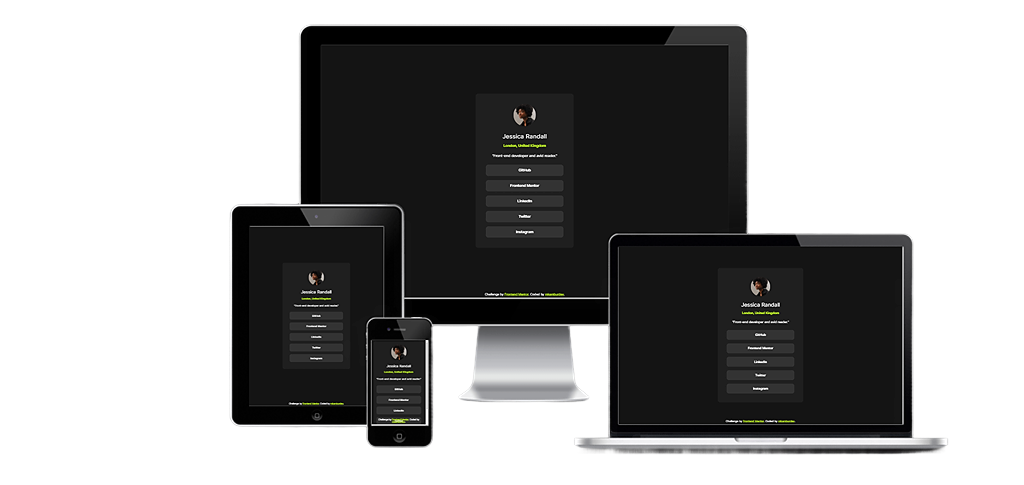 Jessica Randall
London, United Kingdom
"Front-end developer and avid reader."
GitHub
Frontend Mentor
LinkedIn
Twitter
Instagram
Challenge by Frontend Mentor. Coded by
Jessica Randall
London, United Kingdom
"Front-end developer and avid reader."
GitHub
Frontend Mentor
LinkedIn
Twitter
Instagram
Challenge by Frontend Mentor. Coded by
Jessica Randall
London, United Kingdom
"Front-end developer and avid reader."
GitHub
Frontend Mentor
LinkedIn
Challenge by Frontend Mentor. Coded by
Jessica Randall
London, United Kingdom
"Front-end developer and avid reader."
GitHub
Frontend Mentor
LinkedIn
Twitter
Instagram
Challenge by Frontend Mentor. Coded by